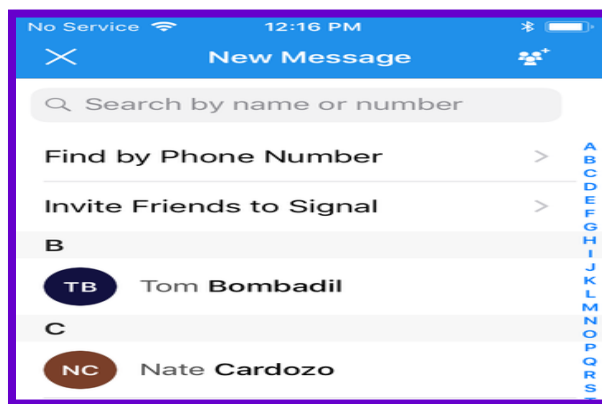 No Service 12:16 PM
New Message
Search by name or number
Find by Phone Number
Invite Friends to Signal
B
TB Tom Bombadil
C
NC Nate Cardozo
A
B
C
D
E
F
G
H
I
J
K
L
M
N
O
P
Q
R
S